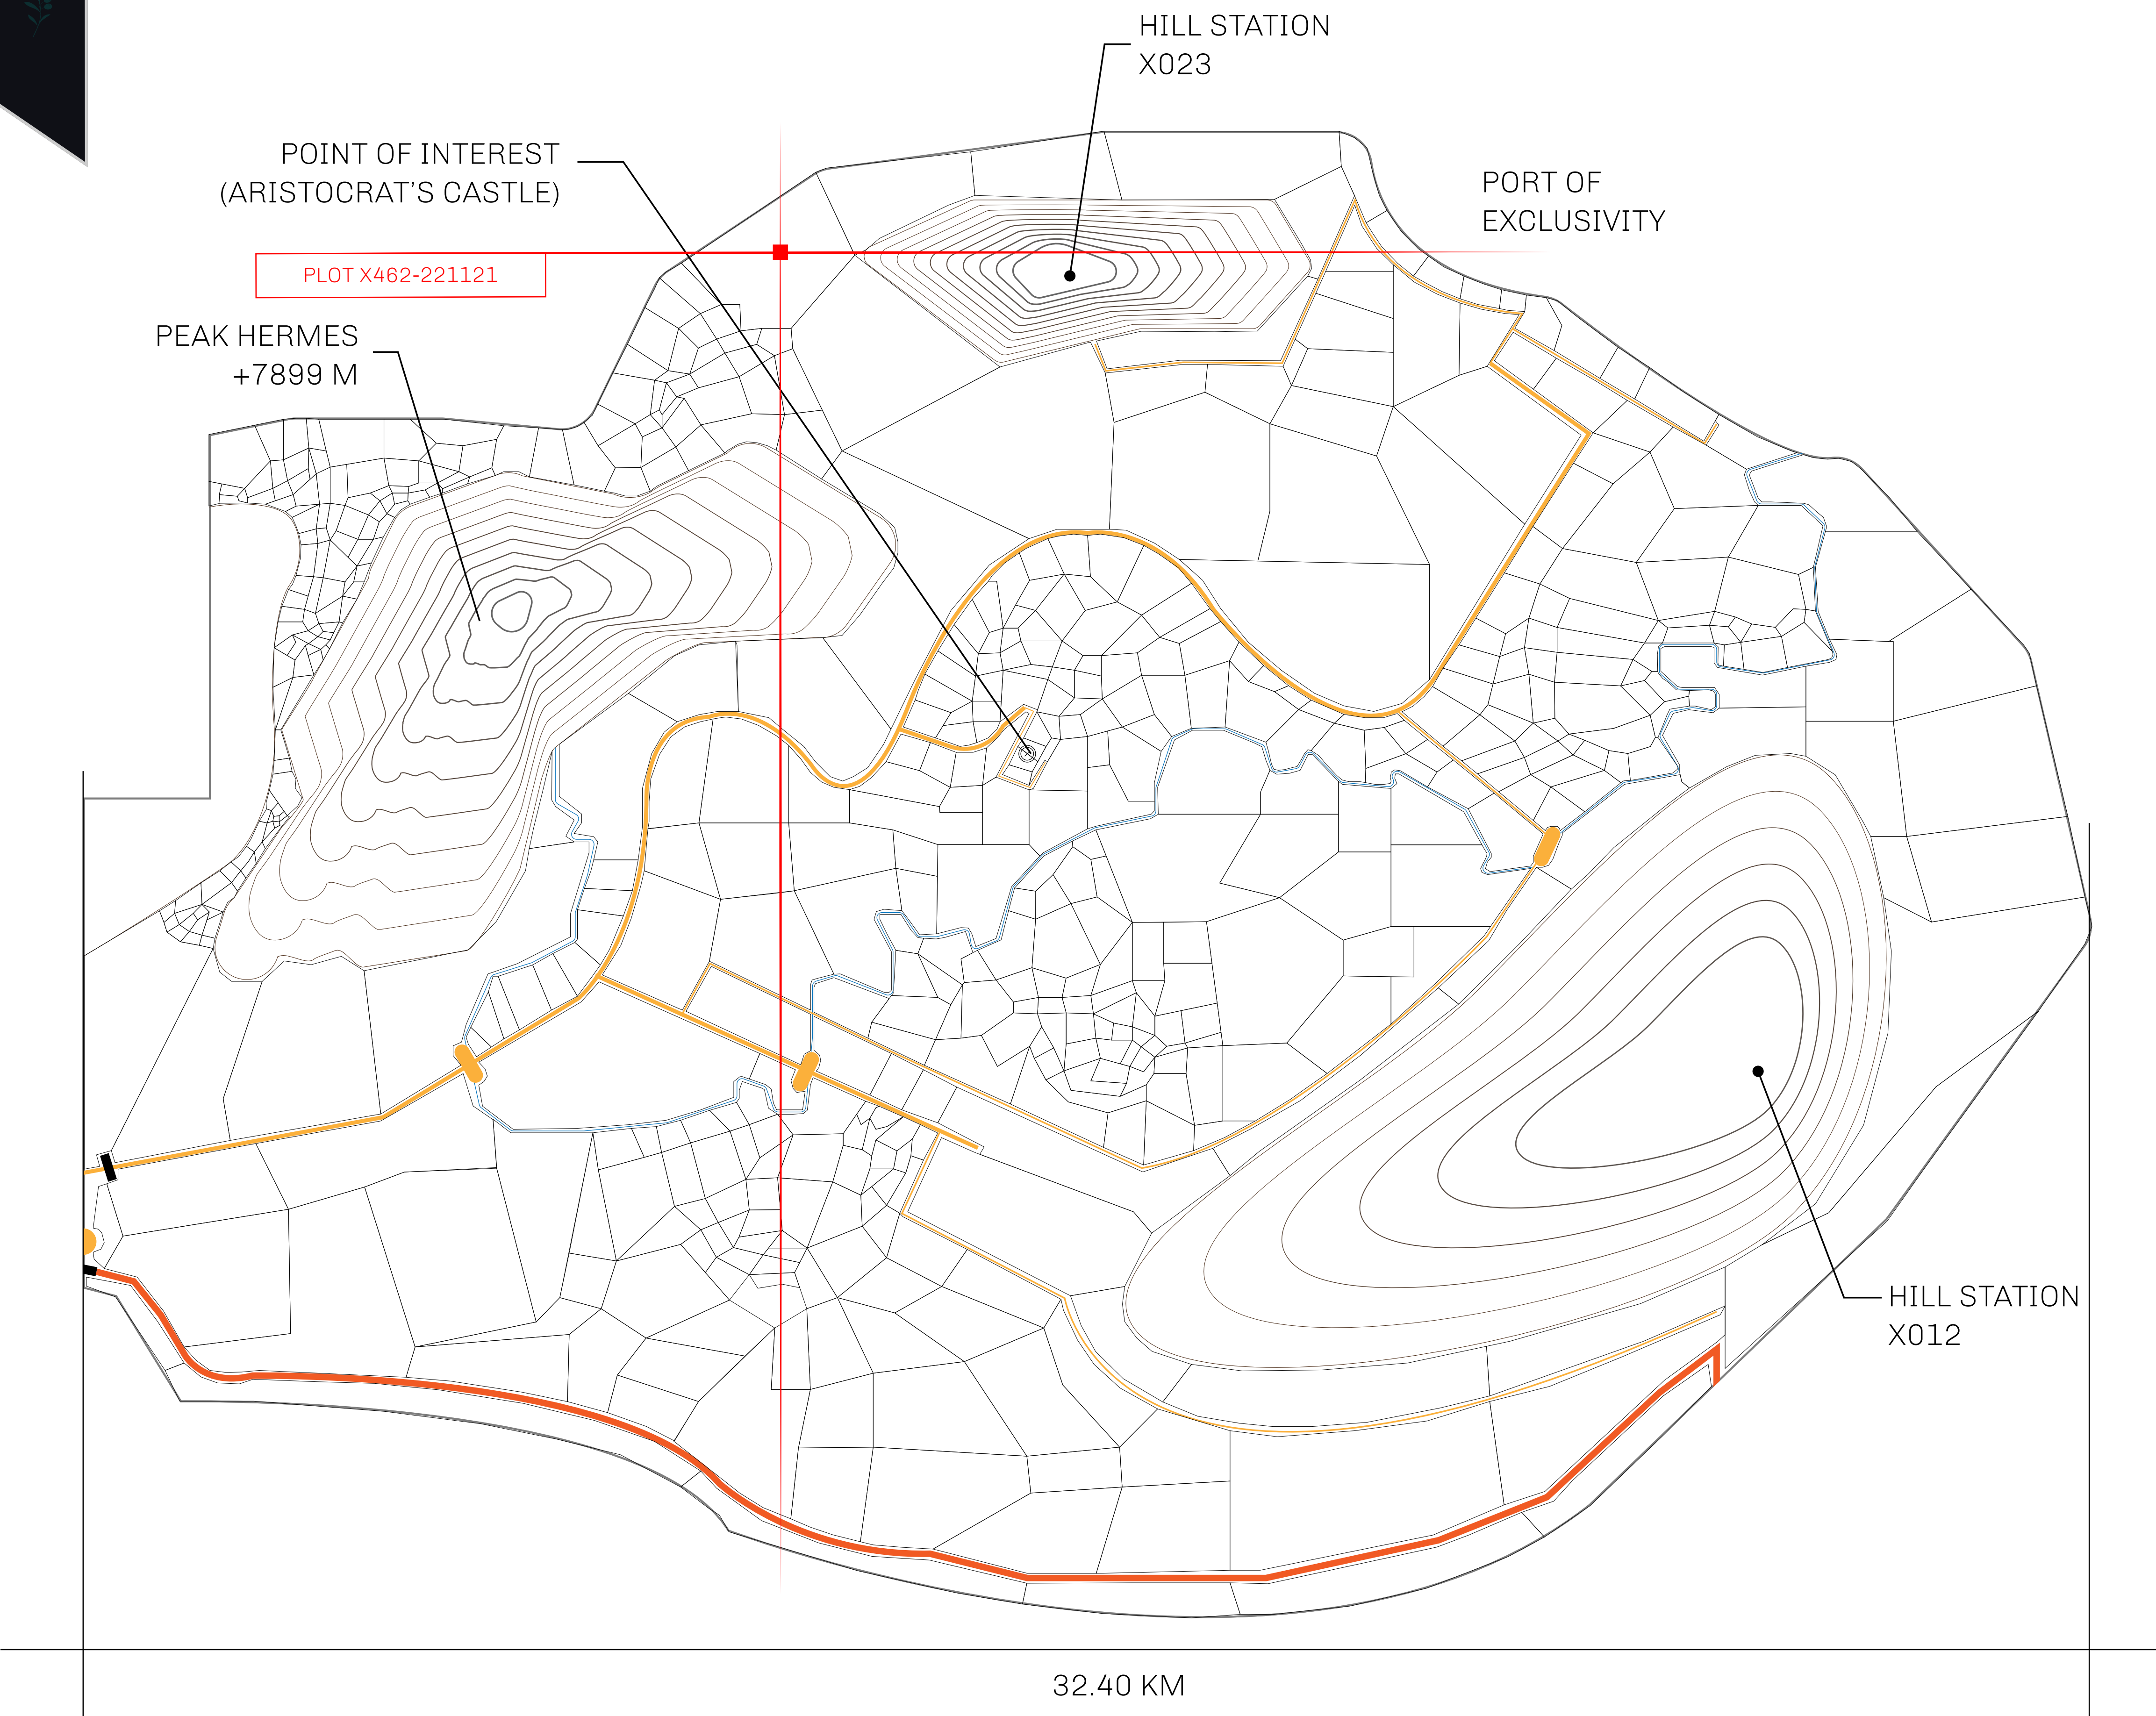 HILL STATION
X023
POINT OF INTEREST
(ARISTOCRAT'S CASTLE)
PORT OF
EXCLUSIVITY
PLOT X462-221121
PEAK HERMES
+7899 M
HILL STATION
X012
32.40 KM